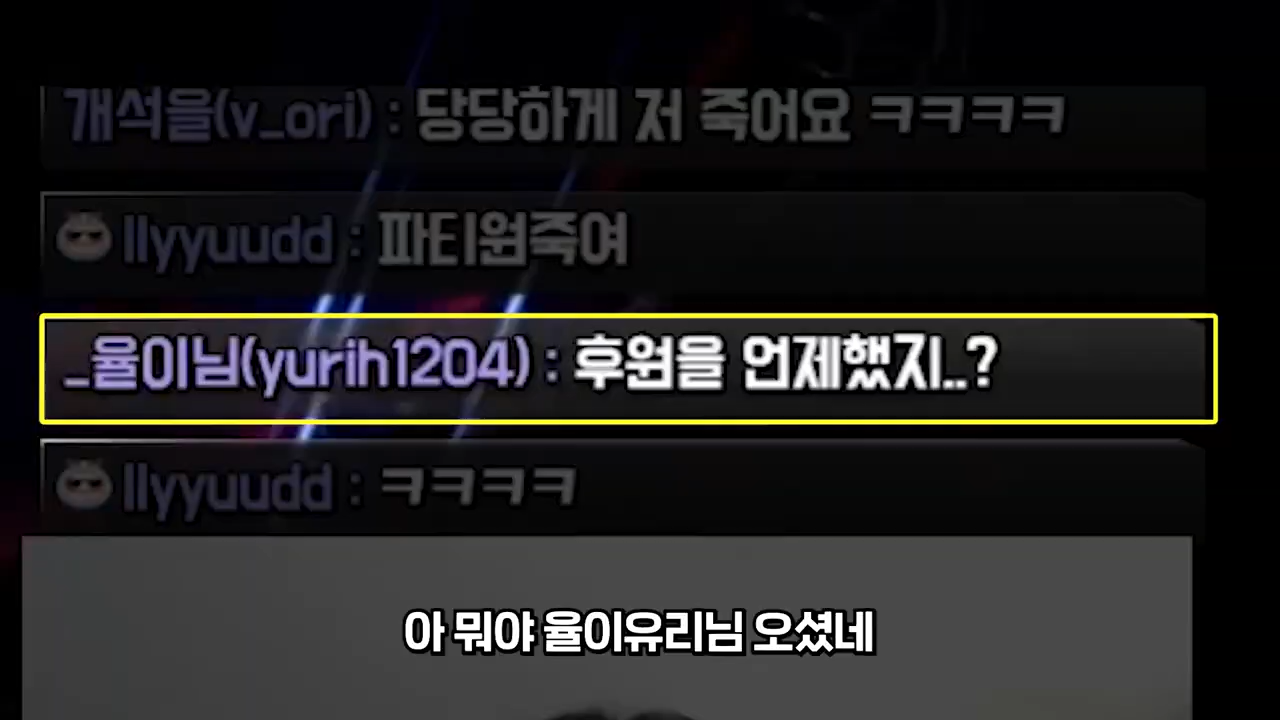 개석을(v_ori) : 당당하게 저 죽어요 ㅋㅋㅋㅋ
llyyuudd : 파티원죽여
_율이님(yurih1204) : 후원을 언제했지..?
llyyuudd : ㅋㅋㅋㅋ
아 뭐야 율이유리님 오셨네